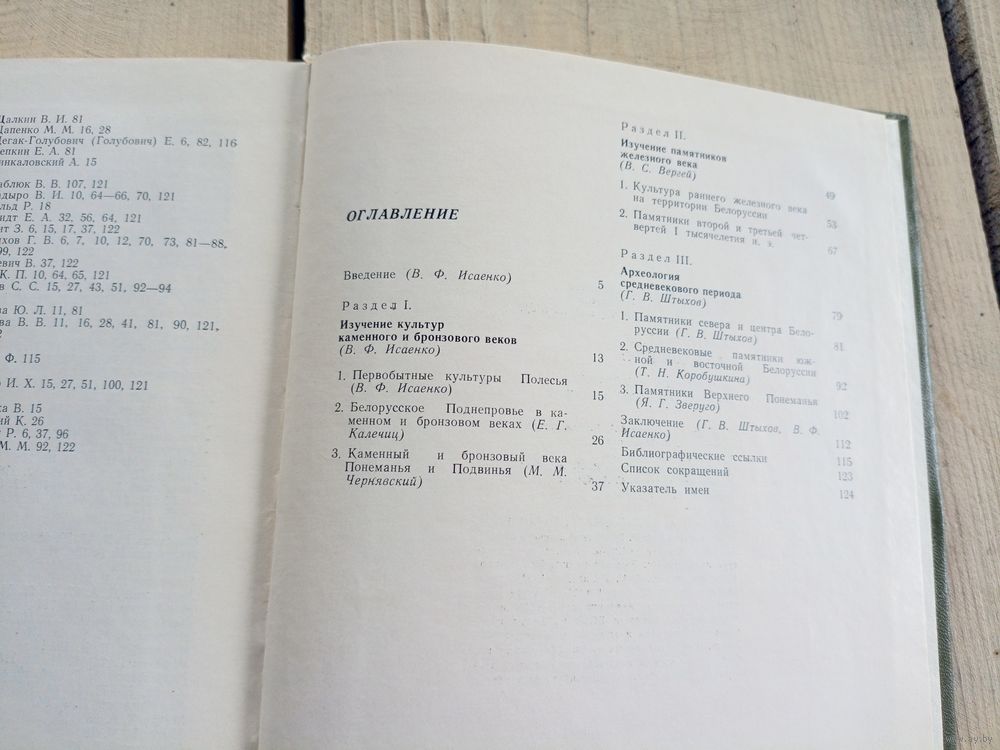 Цалкин В. И. 81
Цапенко М. М. 16, 28
Цегак-Голубович (Голубович) Е. 6, 82, 116
епкин Е. А. 81
инкаловский А. 15
аблюк В. В. 107, 121
адыро В. И. 10, 64—66, 70, 121
льд Р. 18
идт Е. А. 32, 56, 64, 121
нт З. 6, 15, 17, 37, 122
ыхов Г. В. 6, 7, 10, 12, 70, 73, 81—88,
99, 122
евич В. 37, 122
К. П. 10, 64, 65, 121
в С. С. 15, 27, 43, 51, 92—94
ва Ю. Л. 11, 81
ва В. В. 11, 16, 28, 41, 81, 90, 121,
2
Ф. 115
о И. Х. 15, 27, 51, 100, 121
ка В. 15
ий К. 26
Р. 6, 37, 96
М. М. 92, 122
ОГЛАВЛЕНИЕ
Введение (В. Ф. Исаенко) 5
Раздел I.
Изучение культур
каменного и бронзового веков
(В. Ф. Исаенко) 13
1. Первобытные культуры Полесья
(В. Ф. Исаенко) 15
2. Белорусское Поднепровье в ка-
менном и бронзовом веках (Е. Г.
Калечиц) 26
3. Каменный и бронзовый века
Понеманья и Подвинья (М. М.
Чернявский) 37
Раздел II.
Изучение памятников
железного века
(В. С. Вергей) 49
1. Культура раннего железного века
на территории Белоруссии 53
2. Памятники второй и третьей чет-
вертей I тысячелетия н. э. 67
Раздел III.
Археология
средневекового периода
(Г. В. Штыхов) 79
1. Памятники севера и центра Бело-
руссии (Г. В. Штыхов) 81
2. Средневековые памятники юж-
ной и восточной Белоруссии
(Т. Н. Коробушкина) 92
3. Памятники Верхнего Понеманья
(Я. Г. Зверуго) 102
Заключение (Г. В. Штыхов, В. Ф.
Исаенко) 112
Библиографические ссылки 115
Список сокращений 123
Указатель имен 124
www.ay.by